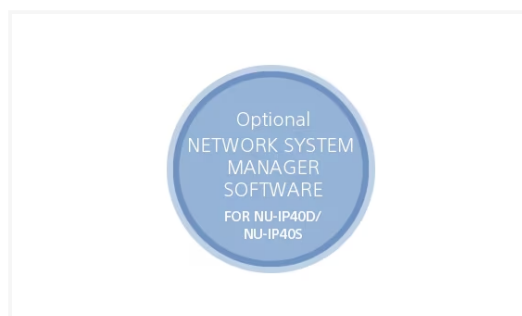 Optional
NETWORK SYSTEM
MANAGER
SOFTWARE
FOR NU-IP40D/
NU-IP40S